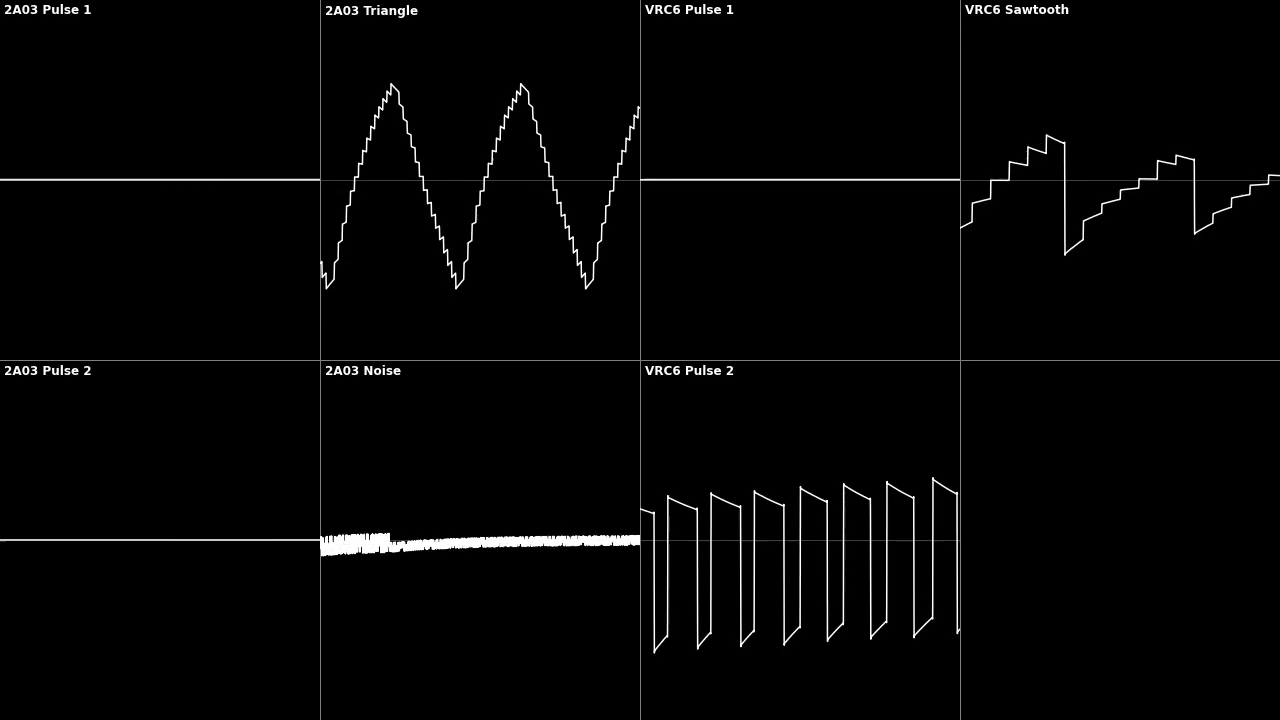 2A03 Pulse 1
2A03 Triangle
VRC6 Pulse 1
VRC6 Sawtooth
2A03 Pulse 2
2A03 Noise
VRC6 Pulse 2